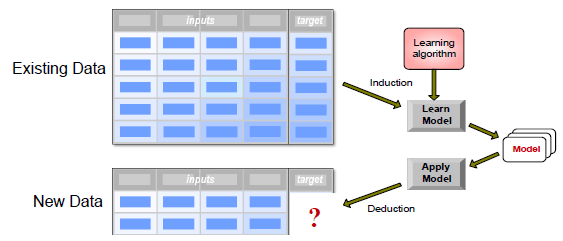 inputs
target
Existing Data
Induction
Learning
algorithm
Learn
Model
Model
Apply
Model
inputs
target
New Data
?
Deduction